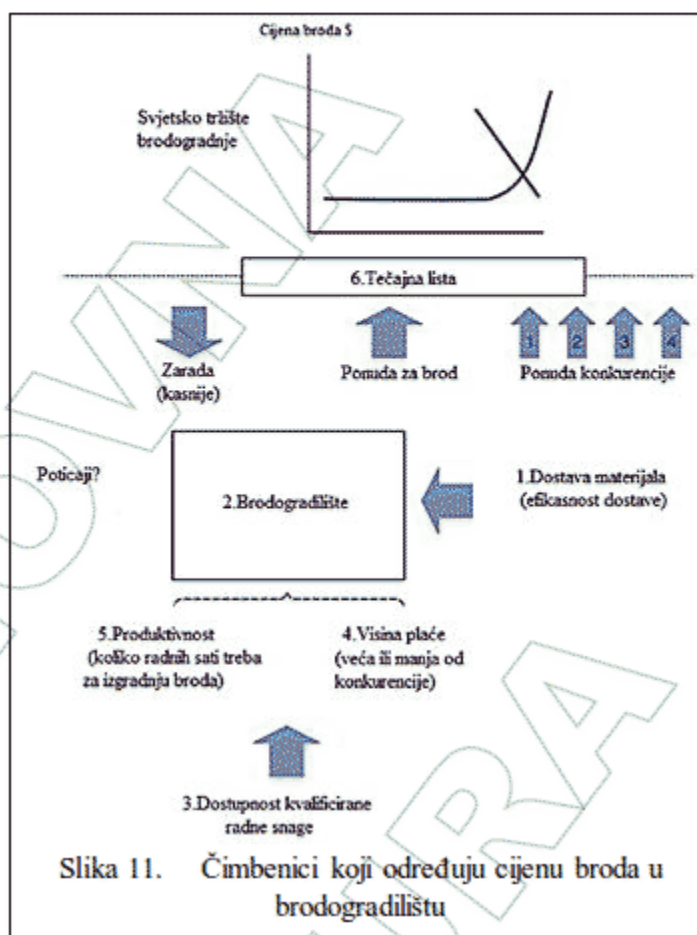 Cijena broda $
Svjetsko tržište
brodogradnje
6.Tečajna lista
1 2 3 4
Zarada
(kasnije)
Ponuda za brod
Ponuda konkurencije
Poticaji?
2.Brodogradilište
1.Dostava materijala
(efikasnost dostave)
5.Produktivnost
(koliko radnih sati treba
za izgradnju broda)
4.Visina plaće
(veća ili manja od
konkurencije)
3.Dostupnost kvalificirane
radne snage
Slika 11. Čimbenici koji određuju cijenu broda u
brodogradilištu